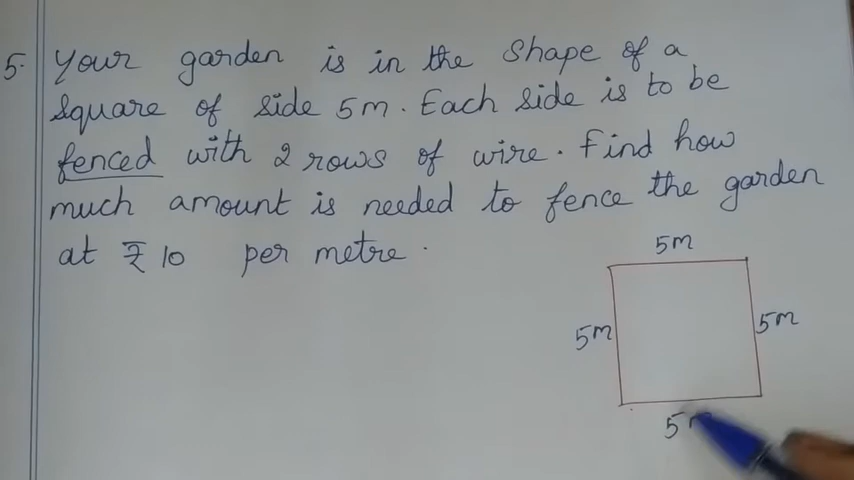 5. Your garden is in the shape of a
square of side 5m. Each side is to be
fenced with 2 rows of wire. Find how
much amount is needed to fence the garden
at ₹10 per metre.
5m
5m
5m
5m